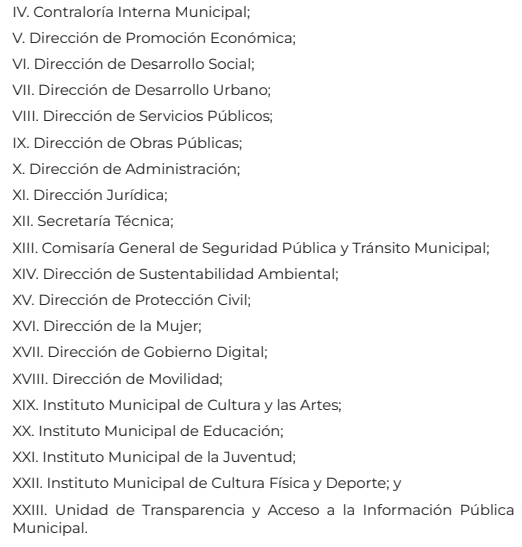 IV. Contraloría Interna Municipal;
V. Dirección de Promoción Económica;
VI. Dirección de Desarrollo Social;
VII. Dirección de Desarrollo Urbano;
VIII. Dirección de Servicios Públicos;
IX. Dirección de Obras Públicas;
X. Dirección de Administración;
XI. Dirección Jurídica;
XII. Secretaría Técnica;
XIII. Comisaría General de Seguridad Pública y Tránsito Municipal;
XIV. Dirección de Sustentabilidad Ambiental;
XV. Dirección de Protección Civil;
XVI. Dirección de la Mujer;
XVII. Dirección de Gobierno Digital;
XVIII. Dirección de Movilidad;
XIX. Instituto Municipal de Cultura y las Artes;
XX. Instituto Municipal de Educación;
XXI. Instituto Municipal de la Juventud;
XXII. Instituto Municipal de Cultura Física y Deporte; y
XXIII. Unidad de Transparencia y Acceso a la Información Pública
Municipal.